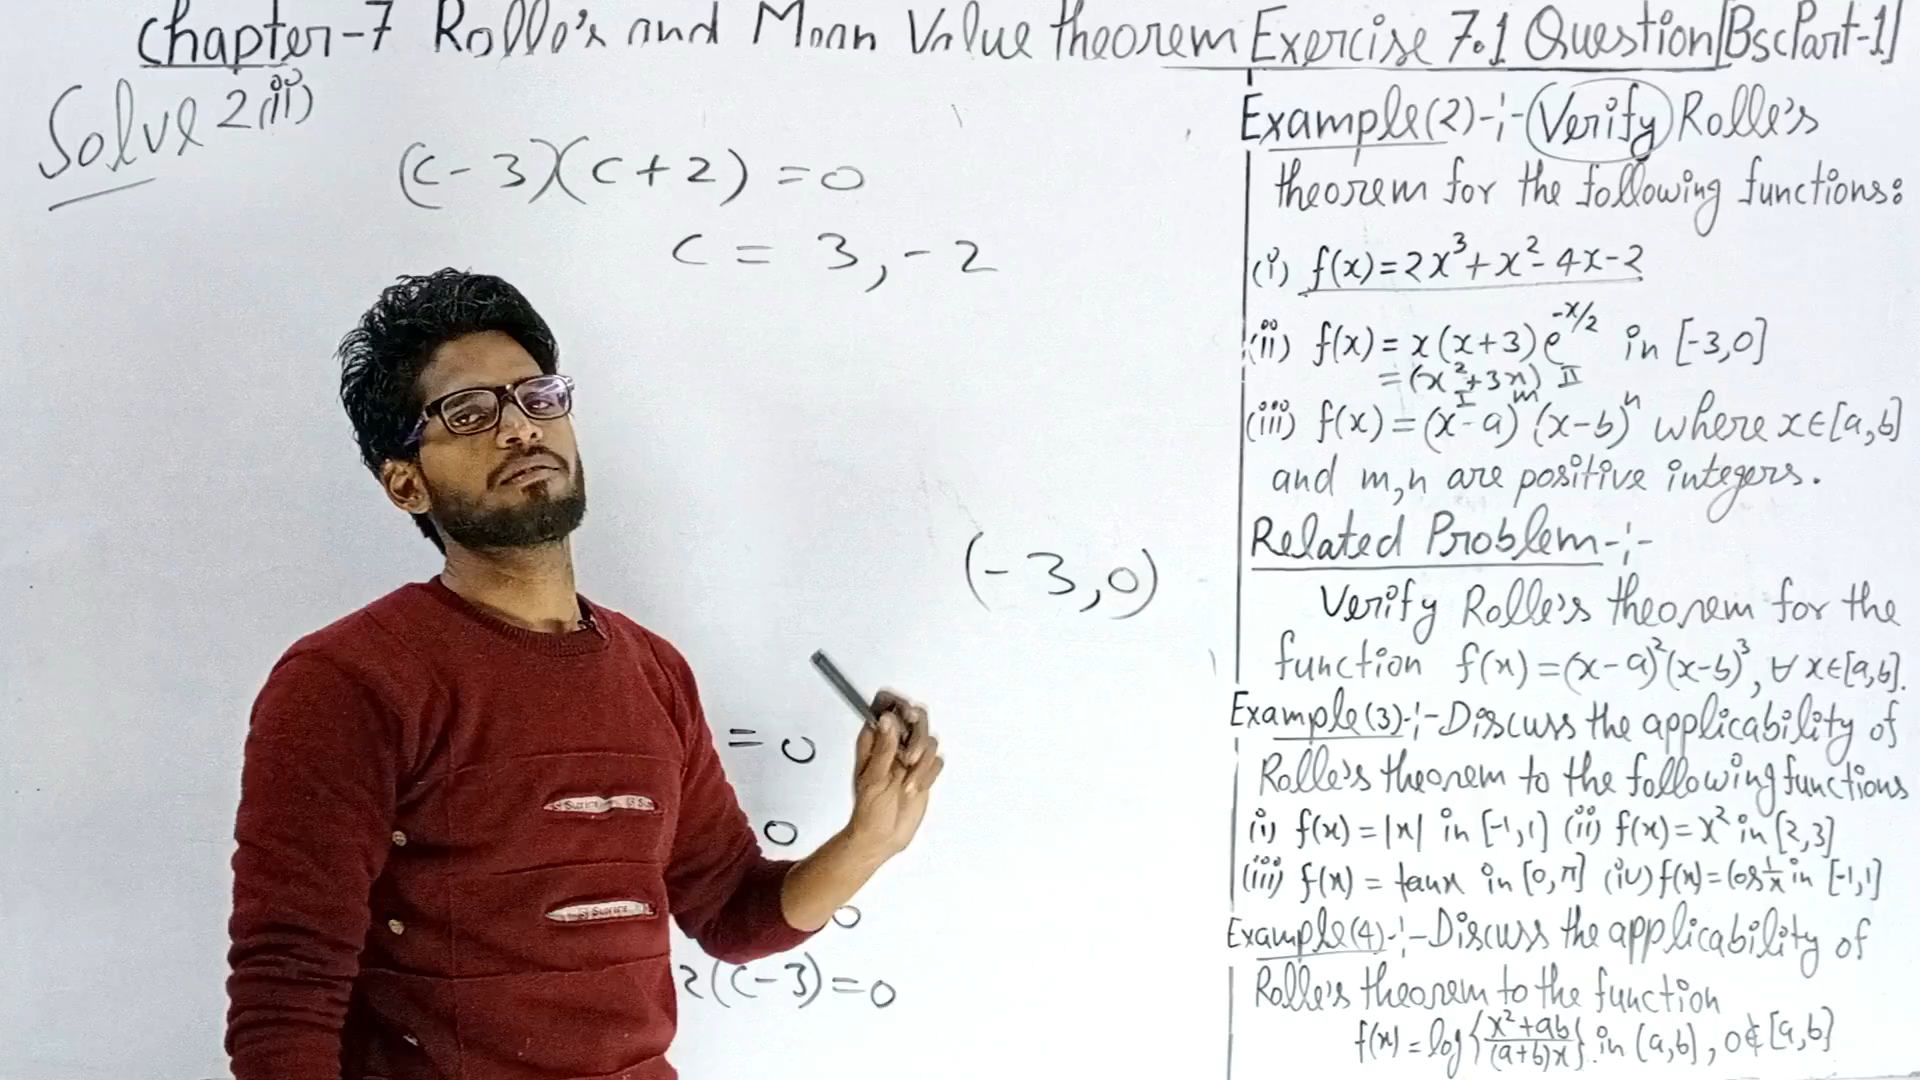 Chapter-7 Rolle's and Mean Value theorem Exercise 7.1 Question [Bsc Part-1]
Solve 2(ii)
(c-3)(c+2) = 0
c = 3, -2
(-3,0)
= 0
0
0
2(c-3) = 0
Example(2)-:- Verify Rolle's
theorem for the following functions:
(i) f(x) = 2x³+x²-4x-2
(ii) f(x) = x(x+3)e^{-x/2} in [-3,0]
= (x²+3x) II
I
(iii) f(x) = (x-a)^m (x-b)^n where x∈[a,b]
and m,n are positive integers.
Related Problem-:-
Verify Rolle's theorem for the
function f(x) = (x-a)²(x-b)³, ∀ x∈[a,b].
Example(3)-:- Discuss the applicability of
Rolle's theorem to the following functions
(i) f(x) = |x| in [-1,1] (ii) f(x) = x² in [2,3]
(iii) f(x) = tanx in [0,π] (iv) f(x) = cos 1/x in [-1,1]
Example(4)-:- Discuss the applicability of
Rolle's theorem to the function
f(x) = log{x²+ab/(a+b)x} in (a,b), 0∉[a,b]